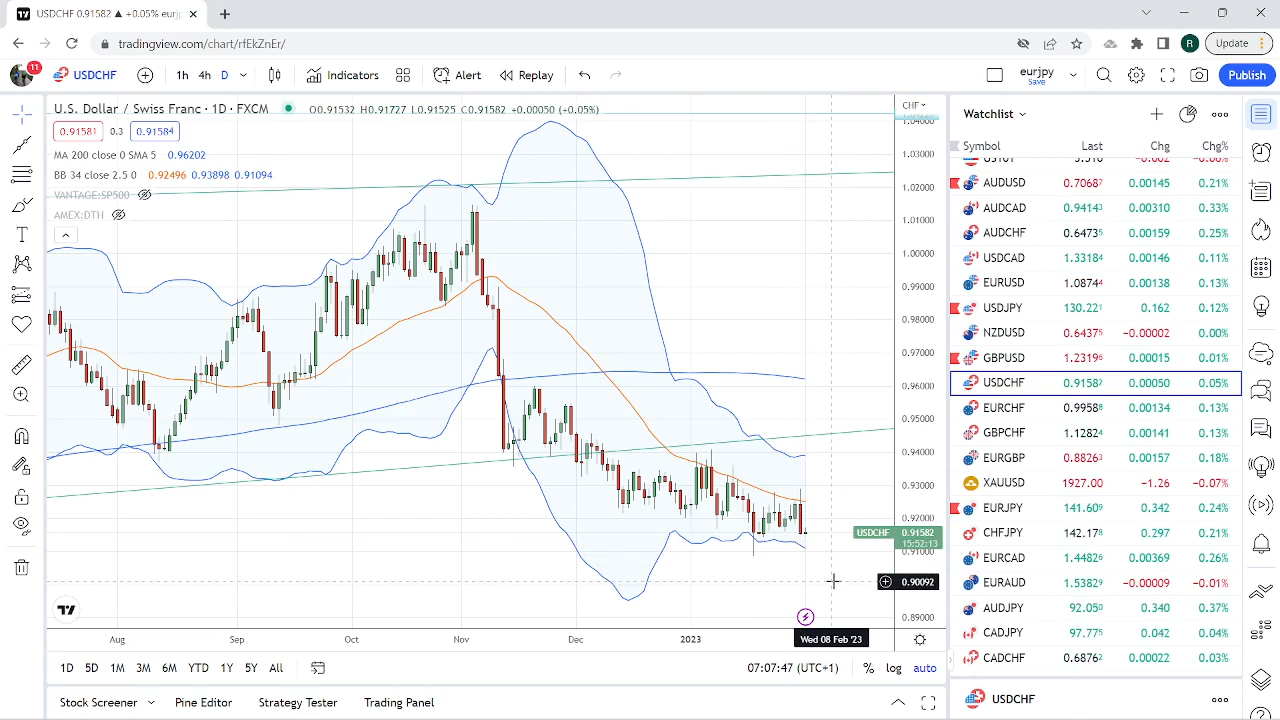 USDCHF 0.91582 ▲ +0.05% eurjp
tradingview.com/chart/rfEkZnEr/
R
Update
11
USDCHF
1h 4h D
Indicators
Alert
Replay
eurjpy
Save
Publish
U.S. Dollar / Swiss Franc · 1D · FXCM
O0.91532 H0.91727 L0.91525 C0.91582 +0.00050 (+0.05%)
0.91581 0.3 0.91584
MA 200 close 0 SMA 5 0.96202
BB 34 close 2.5 0 0.92496 0.93898 0.91094
VANTAGE:SP500
AMEX:DTH
CHF
1.04000
1.03000
1.02000
1.01000
1.00000
0.99000
0.98000
0.97000
0.96000
0.95000
0.94000
0.93000
0.92000
USDCHF 0.91582
15:52:13
0.91000
0.90092
0.89000
Aug Sep Oct Nov Dec 2023
Wed 08 Feb '23
1D 5D 1M 3M 6M YTD 1Y 5Y All
07:07:47 (UTC+1)
% log auto
Stock Screener Pine Editor Strategy Tester Trading Panel
Watchlist
Symbol Last Chg Chg%
AUDUSD 0.70687 0.00145 0.21%
AUDCAD 0.94143 0.00310 0.33%
AUDCHF 0.64735 0.00159 0.25%
USDCAD 1.33184 0.00146 0.11%
EURUSD 1.08744 0.00138 0.13%
USDJPY 130.221 0.162 0.12%
NZDUSD 0.64375 −0.00002 0.00%
GBPUSD 1.23196 0.00015 0.01%
USDCHF 0.91582 0.00050 0.05%
EURCHF 0.99588 0.00134 0.13%
GBPCHF 1.12824 0.00141 0.13%
EURGBP 0.88263 0.00157 0.18%
XAUUSD 1927.00 −1.26 −0.07%
EURJPY 141.609 0.342 0.24%
CHFJPY 142.178 0.297 0.21%
EURCAD 1.44826 0.00369 0.26%
EURAUD 1.53829 −0.00009 −0.01%
AUDJPY 92.050 0.340 0.37%
CADJPY 97.775 0.042 0.04%
CADCHF 0.68762 0.00022 0.03%
USDCHF